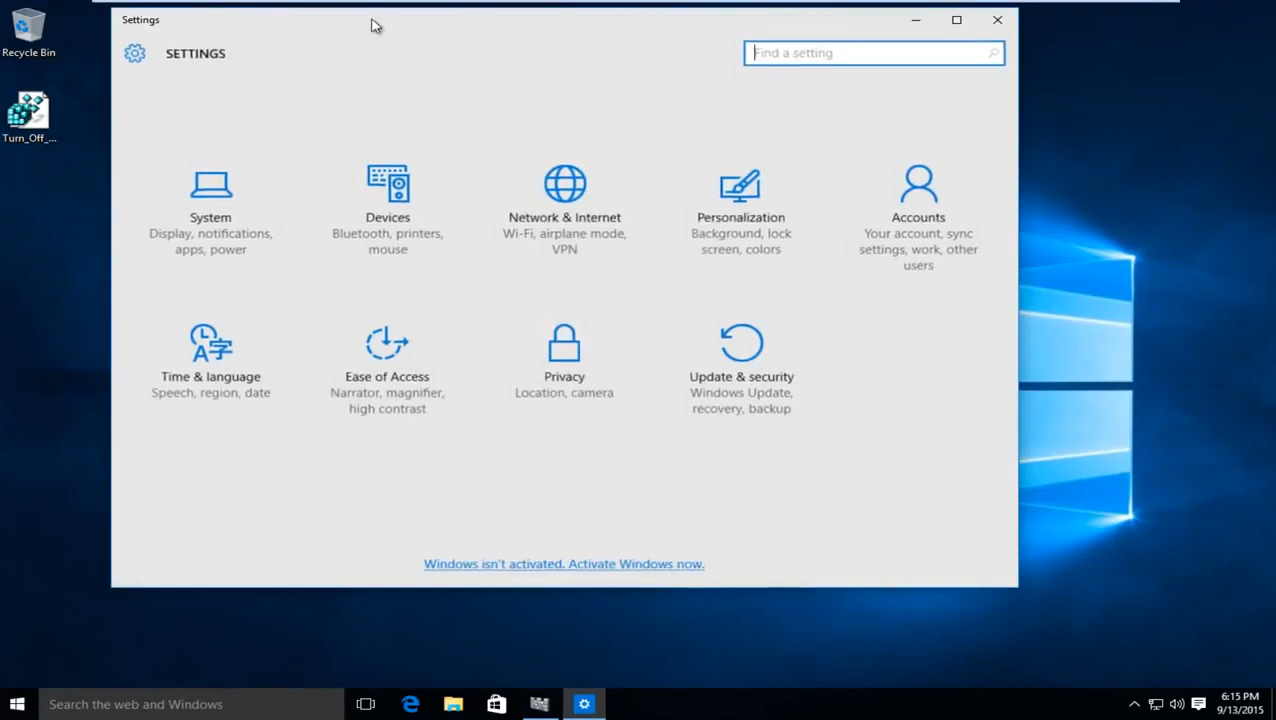 Settings
SETTINGS
Find a setting
Recycle Bin
Turn_Off_...
System
Display, notifications,
apps, power
Devices
Bluetooth, printers,
mouse
Network & Internet
Wi-Fi, airplane mode,
VPN
Personalization
Background, lock
screen, colors
Accounts
Your account, sync
settings, work, other
users
Time & language
Speech, region, date
Ease of Access
Narrator, magnifier,
high contrast
Privacy
Location, camera
Update & security
Windows Update,
recovery, backup
Windows isn't activated. Activate Windows now.
Search the web and Windows
6:15 PM
9/13/2015